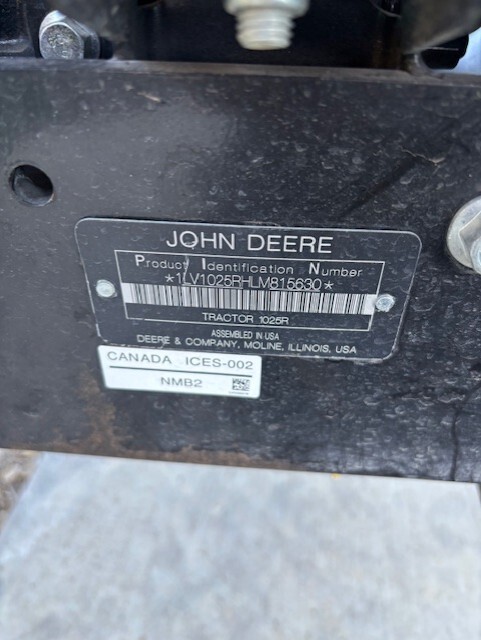 JOHN DEERE
Product Identification Number
*1LV1025RHLM815630*
TRACTOR 1025R
ASSEMBLED IN USA
DEERE & COMPANY, MOLINE, ILLINOIS, USA
CANADA ICES-002
NMB2